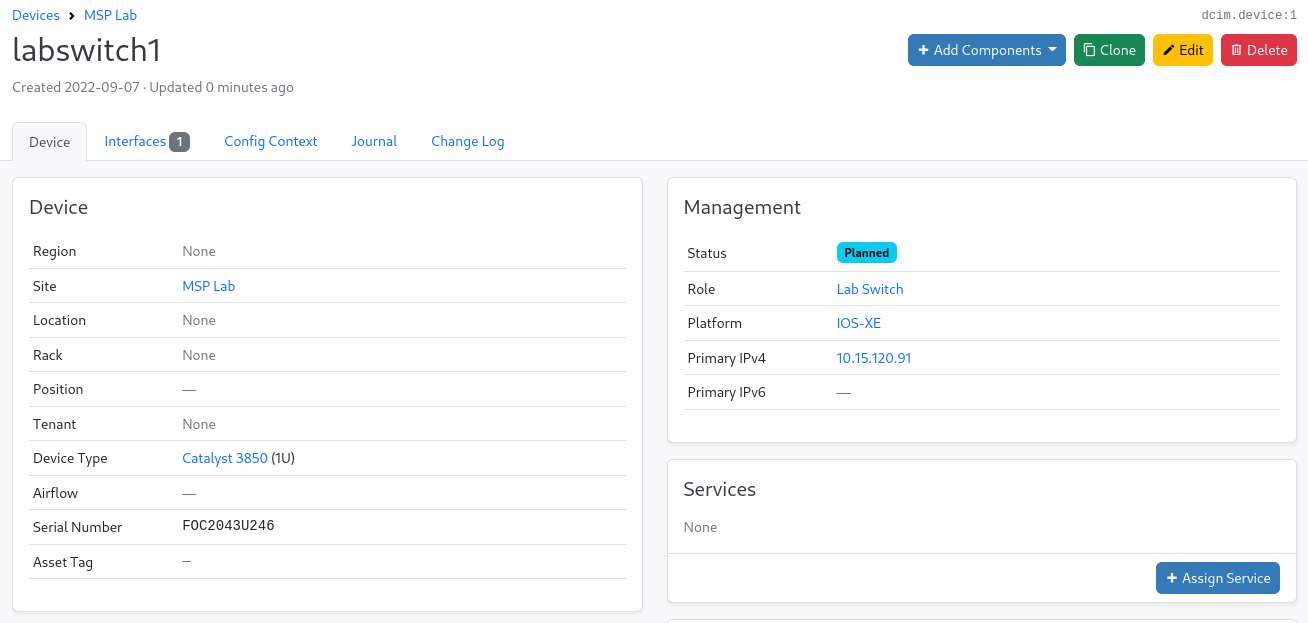 Devices > MSP Lab
dcim.device:1
labswitch1
+ Add Components
Clone
Edit
Delete
Created 2022-09-07 · Updated 0 minutes ago
Device
Interfaces 1
Config Context
Journal
Change Log
Device
Region None
Site MSP Lab
Location None
Rack None
Position —
Tenant None
Device Type Catalyst 3850 (1U)
Airflow —
Serial Number FOC2043U246
Asset Tag —
Management
Status Planned
Role Lab Switch
Platform IOS-XE
Primary IPv4 10.15.120.91
Primary IPv6 —
Services
None
+ Assign Service